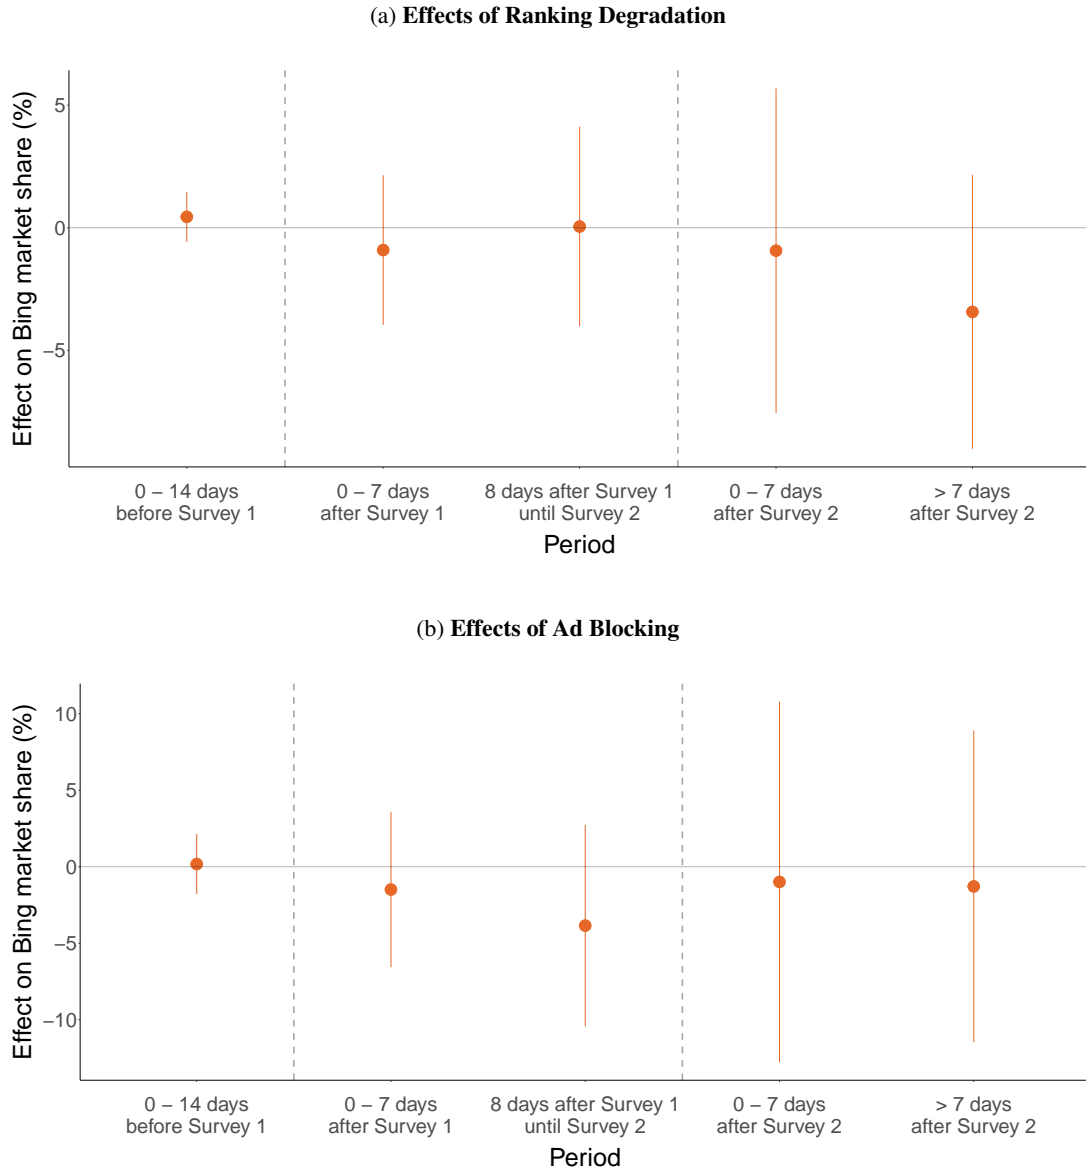 (a) Effects of Ranking Degradation
Effect on Bing market share (%)
5
0
−5
0 − 14 days
before Survey 1
0 − 7 days
after Survey 1
8 days after Survey 1
until Survey 2
0 − 7 days
after Survey 2
> 7 days
after Survey 2
Period
(b) Effects of Ad Blocking
Effect on Bing market share (%)
10
5
0
−5
−10
0 − 14 days
before Survey 1
0 − 7 days
after Survey 1
8 days after Survey 1
until Survey 2
0 − 7 days
after Survey 2
> 7 days
after Survey 2
Period